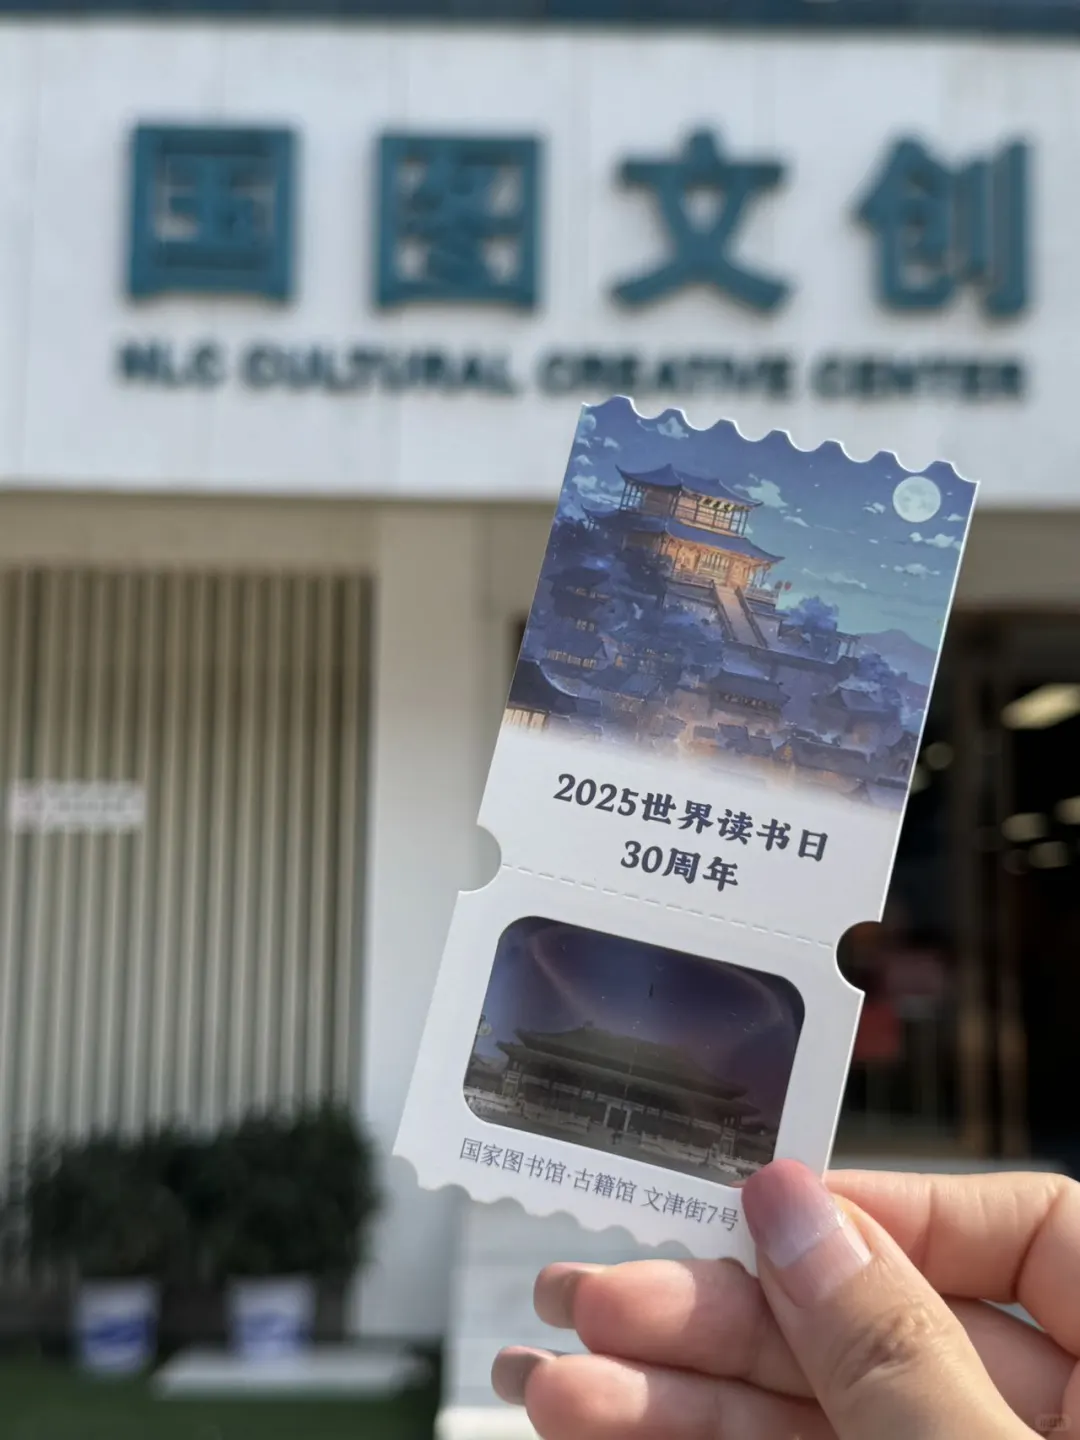 国图文创
NLC CULTURAL CREATIVE CENTER
2025世界读书日
30周年
国家图书馆·古籍馆 文津街7号